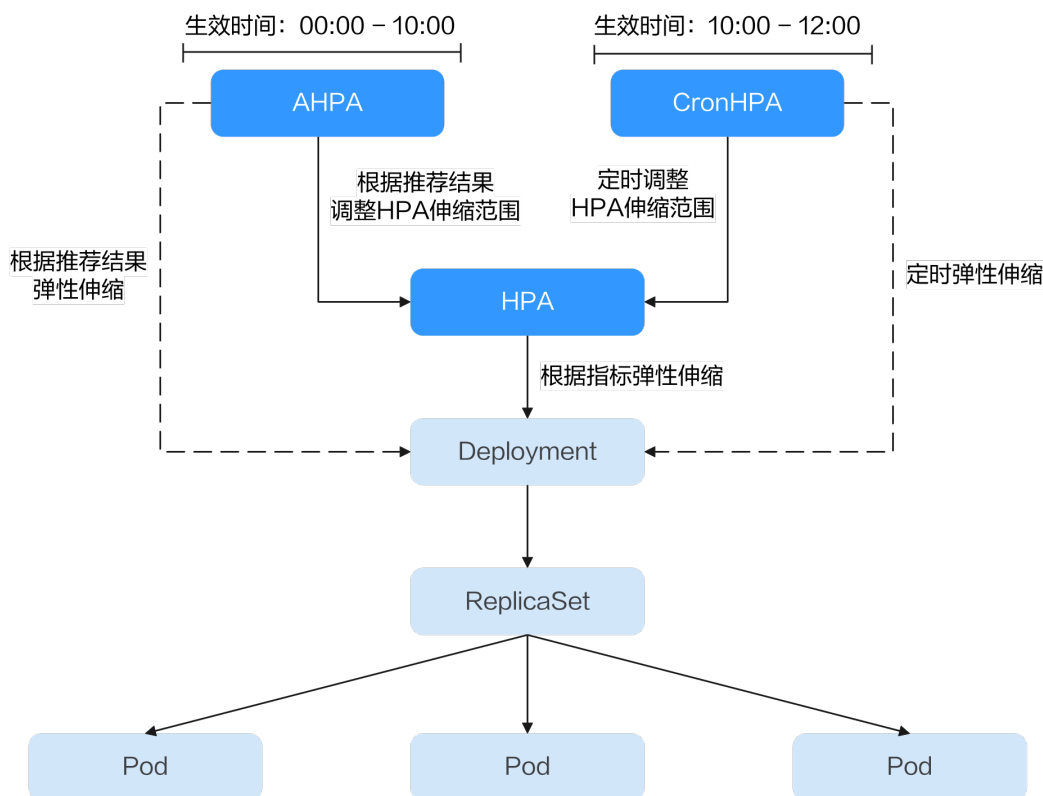 生效时间：00:00 – 10:00
生效时间：10:00 – 12:00
AHPA
CronHPA
根据推荐结果
调整HPA伸缩范围
定时调整
HPA伸缩范围
根据推荐结果
弹性伸缩
定时弹性伸缩
HPA
根据指标弹性伸缩
Deployment
ReplicaSet
Pod
Pod
Pod